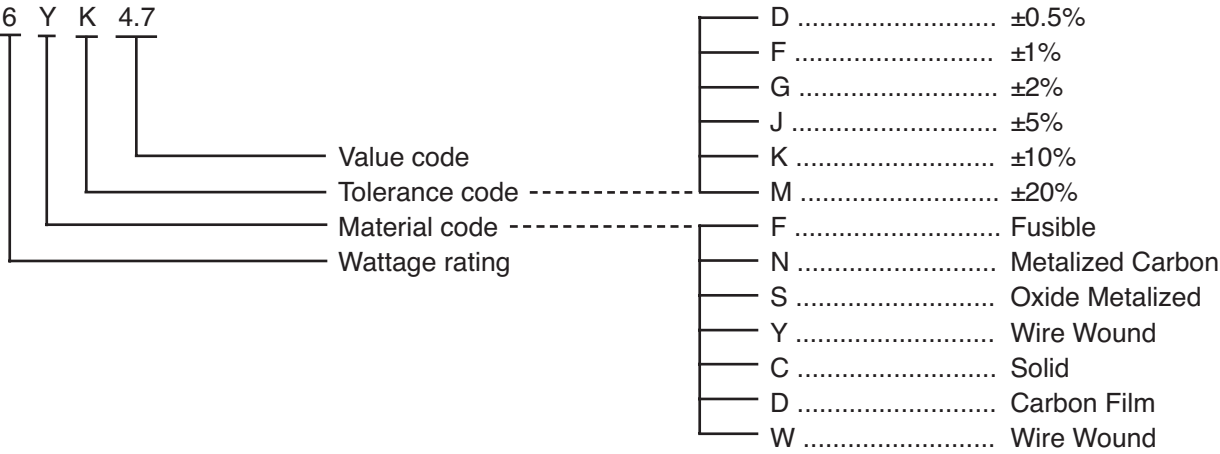 6 Y K 4.7
Value code
Tolerance code
Material code
Wattage rating
D ........................... ±0.5%
F ........................... ±1%
G ........................... ±2%
J ............................ ±5%
K ........................... ±10%
M ........................... ±20%
F ............................ Fusible
N ........................... Metalized Carbon
S ........................... Oxide Metalized
Y ........................... Wire Wound
C ........................... Solid
D ........................... Carbon Film
W .......................... Wire Wound